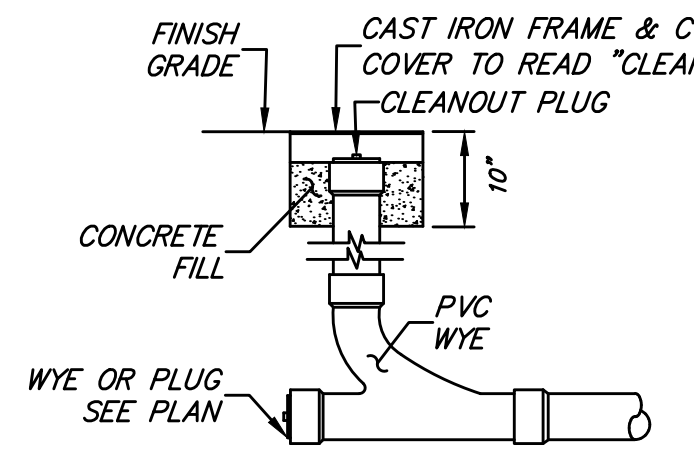 FINISH
GRADE
CAST IRON FRAME &
COVER TO READ
CLEANOUT PLUG
10"
CONCRETE
FILL
PVC
WYE
WYE OR PLUG
SEE PLAN